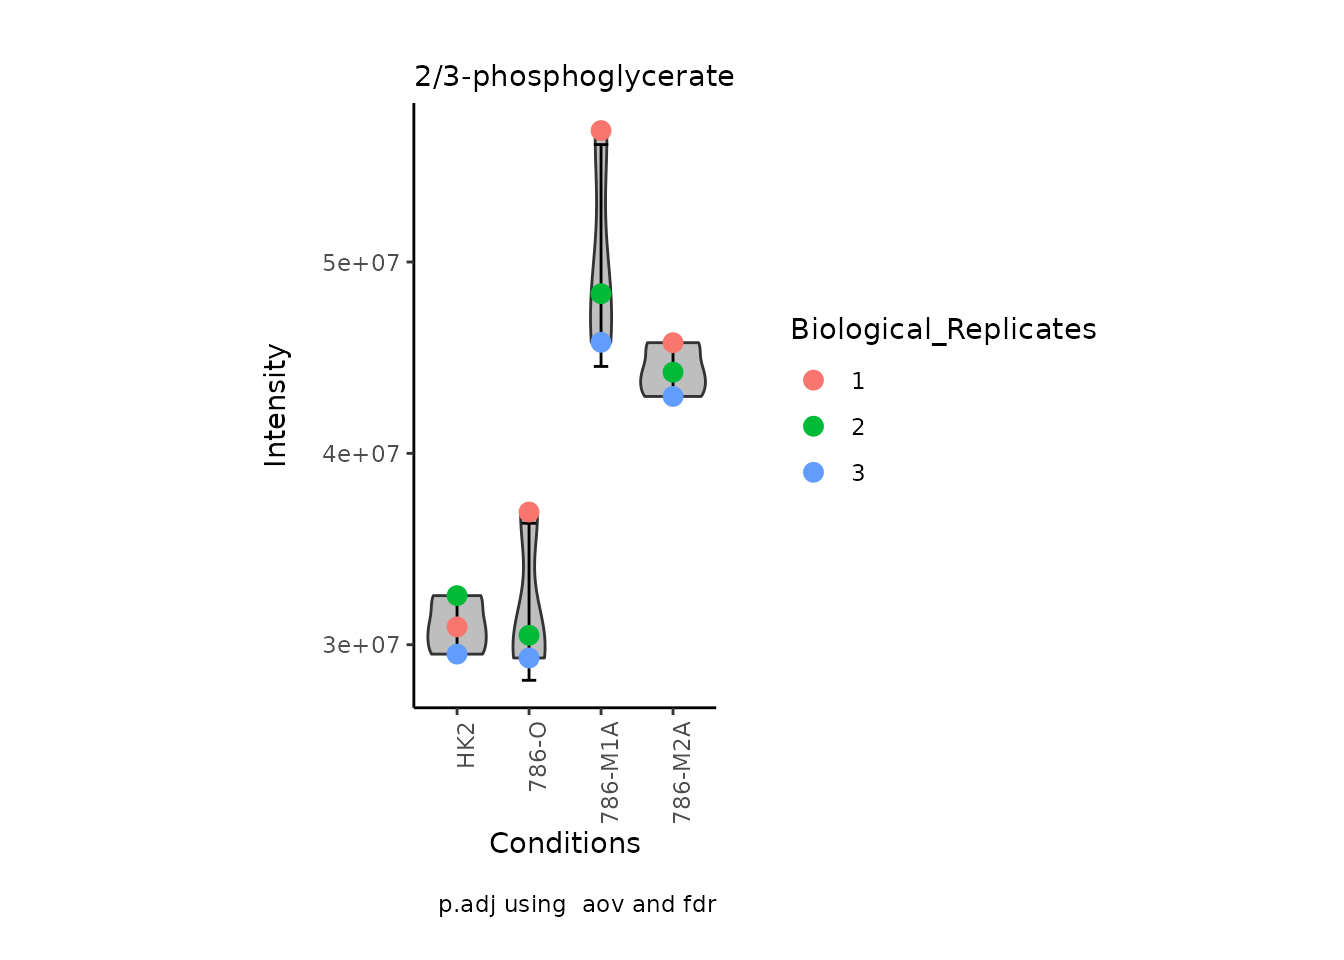 2/3-phosphoglycerate
Intensity
5e+07
4e+07
3e+07
HK2
786-O
786-M1A
786-M2A
Conditions
p.adj using  aov and fdr
Biological_Replicates
1
2
3